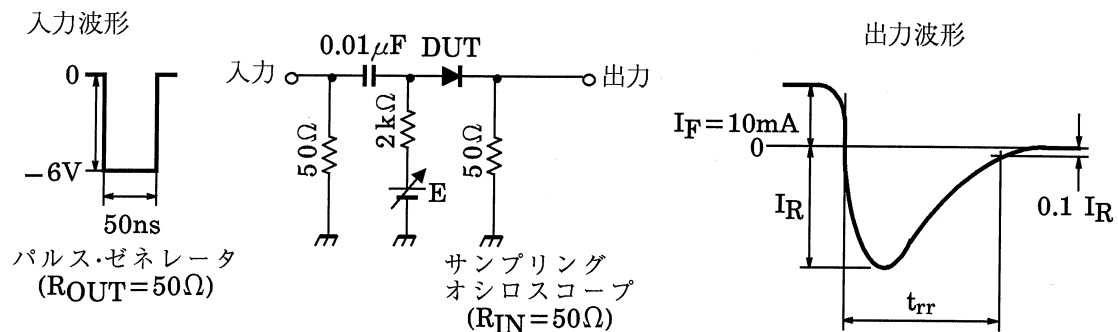 入力波形
0
−6V
50ns
パルス・ゼネレータ
(ROUT=50Ω)
0.01μF DUT
入力
出力
50Ω
2kΩ
E
50Ω
サンプリング
オシロスコープ
(RIN=50Ω)
出力波形
IF=10mA
0
IR
0.1 IR
trr